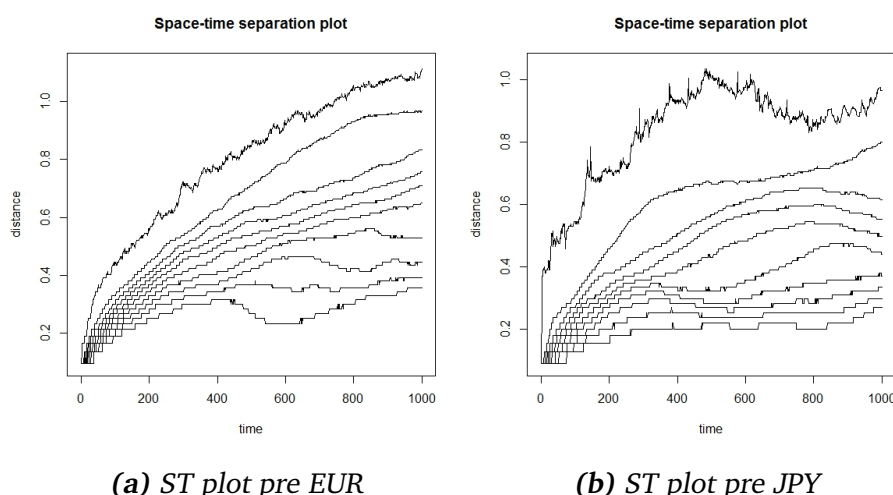 Space-time separation plot
distance
1.0
0.8
0.6
0.4
0.2
0
200
400
600
800
1000
time
(a) ST plot pre EUR
Space-time separation plot
distance
1.0
0.8
0.6
0.4
0.2
0
200
400
600
800
1000
time
(b) ST plot pre JPY